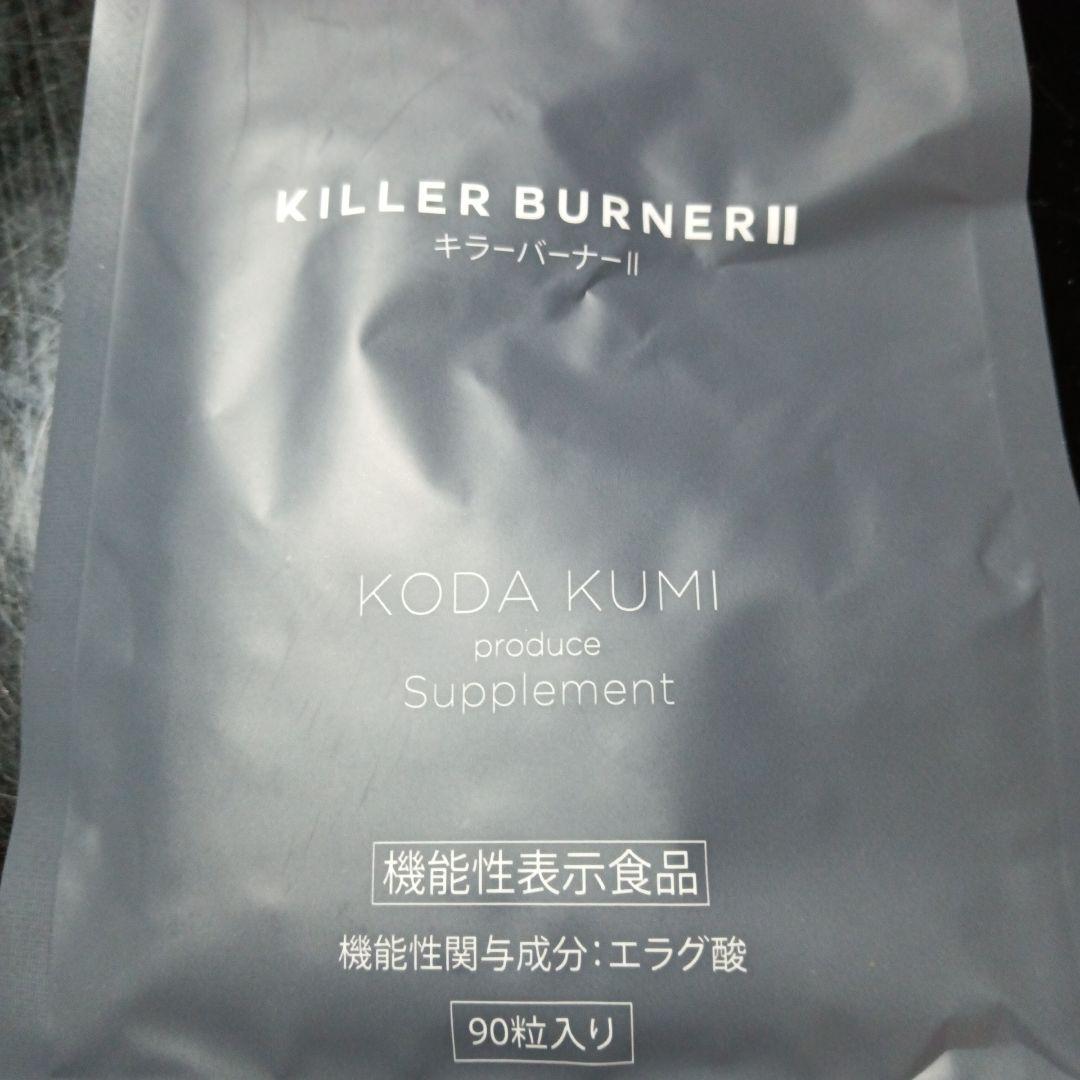 KILLER BURNERⅡ
キラーバーナーⅡ
KODA KUMI
produce
Supplement
機能性表示食品
機能性関与成分:エラグ酸
90粒入り